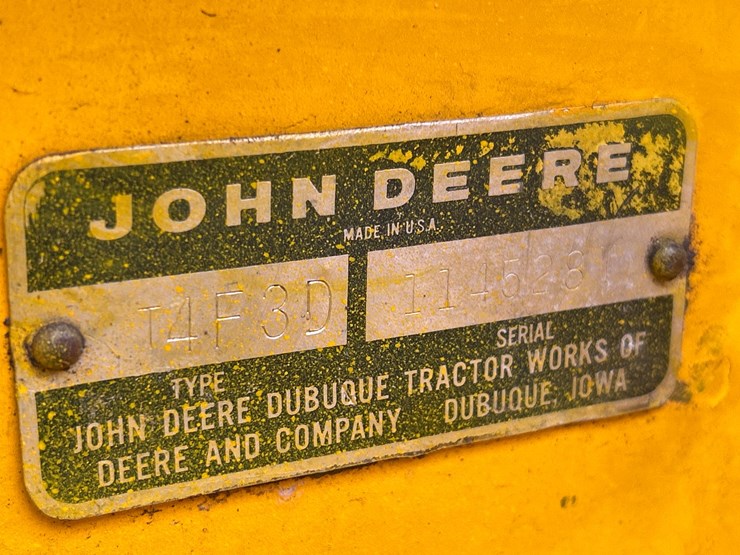 JOHN DEERE
MADE IN U.S.A.
T4F3D
TYPE SERIAL
JOHN DEERE DUBUQUE TRACTOR WORKS OF
DEERE AND COMPANY DUBUQUE, IOWA